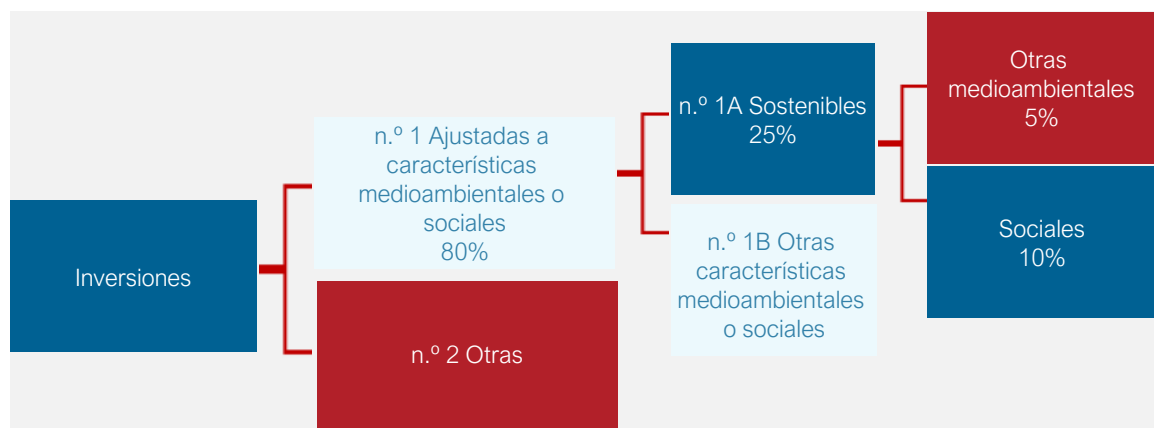 Inversiones
n.º 1 Ajustadas a
características
medioambientales o
sociales
80%
n.º 2 Otras
n.º 1A Sostenibles
25%
n.º 1B Otras
características
medioambientales
o sociales
Otras
medioambientales
5%
Sociales
10%